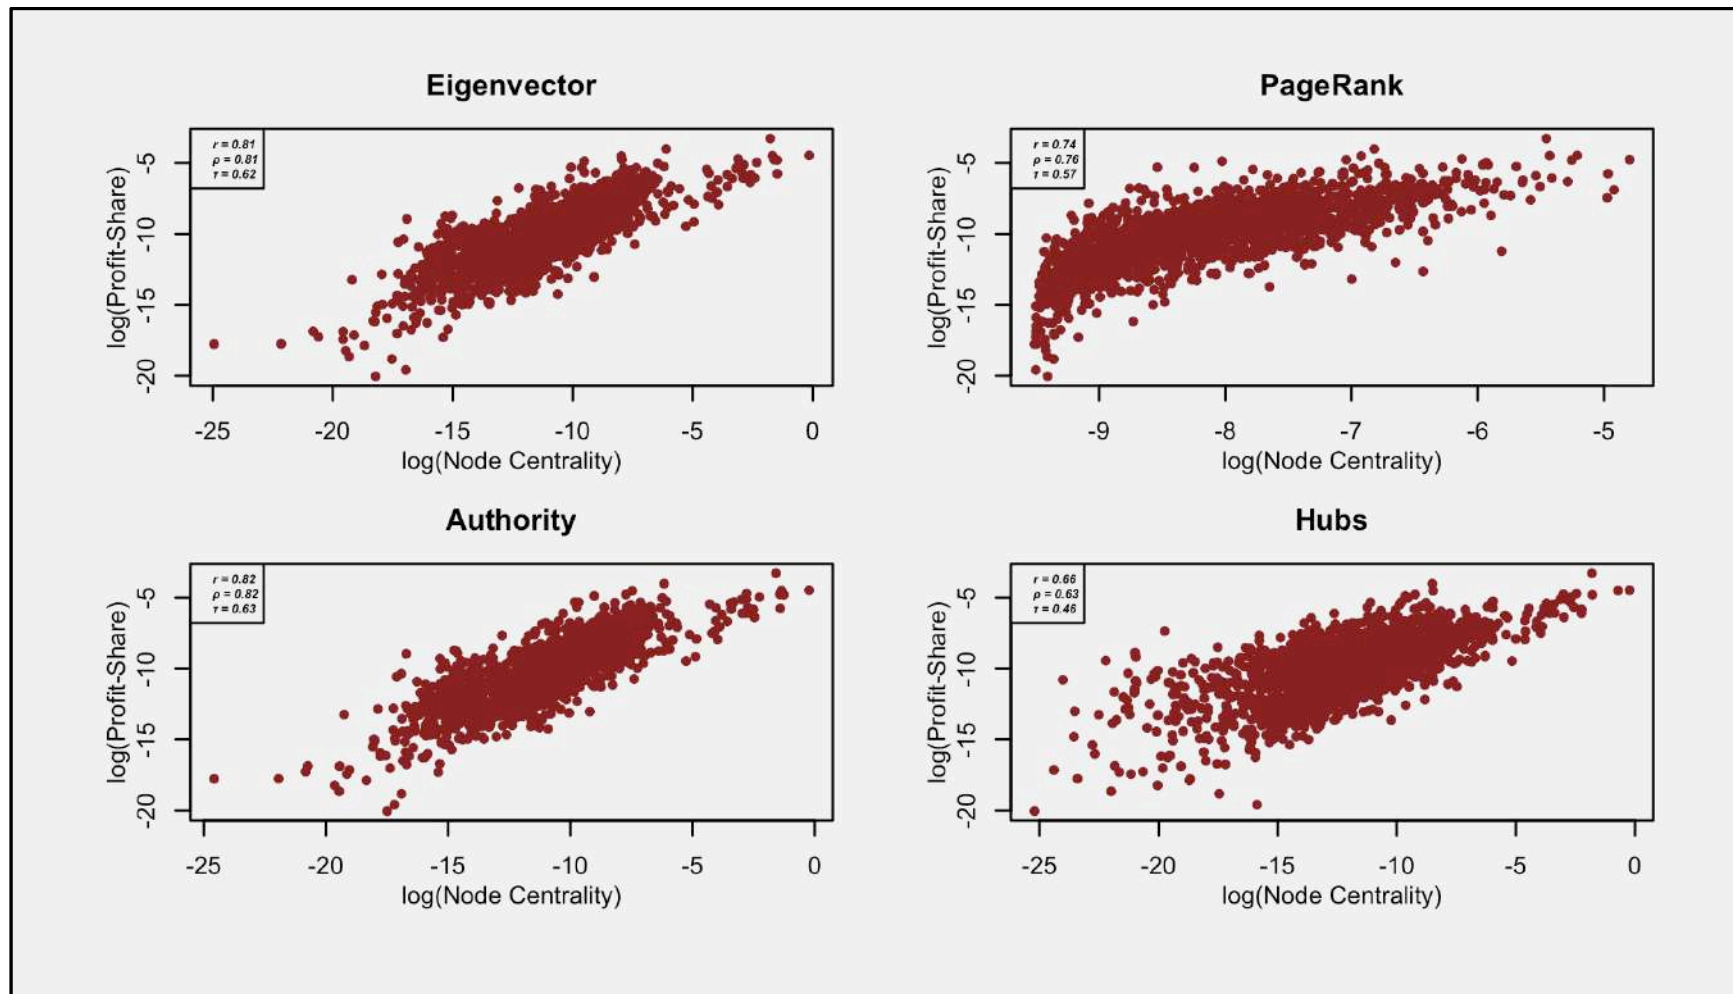 Eigenvector
r = 0.81
ρ = 0.81
τ = 0.62
log(Profit-Share)
-5
-10
-15
-20
-25 -20 -15 -10 -5 0
log(Node Centrality)
PageRank
r = 0.74
ρ = 0.76
τ = 0.57
log(Profit-Share)
-5
-10
-15
-20
-9 -8 -7 -6 -5
log(Node Centrality)
Authority
r = 0.82
ρ = 0.82
τ = 0.63
log(Profit-Share)
-5
-10
-15
-20
-25 -20 -15 -10 -5 0
log(Node Centrality)
Hubs
r = 0.66
ρ = 0.63
τ = 0.46
log(Profit-Share)
-5
-10
-15
-20
-25 -20 -15 -10 -5 0
log(Node Centrality)